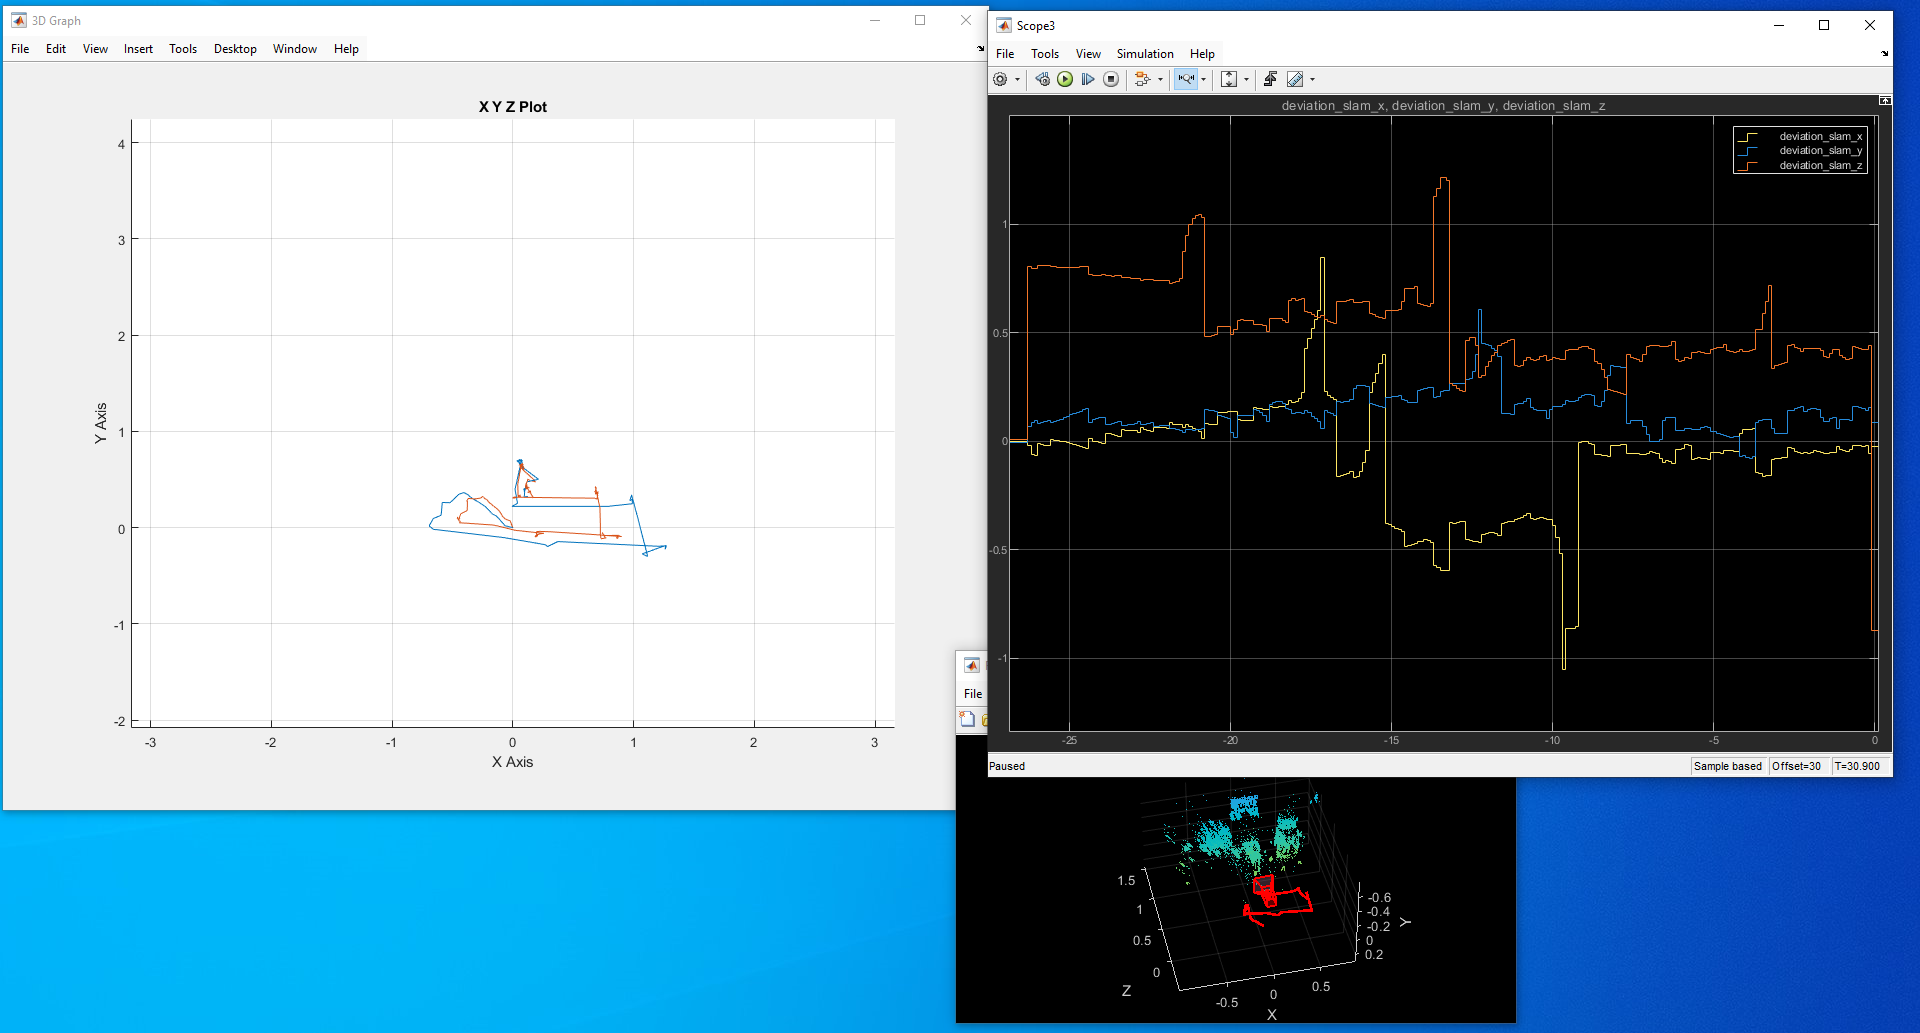 3D Graph
File Edit View Insert Tools Desktop Window Help
X Y Z Plot
4
3
2
1
0
-1
-2
Y Axis
-3 -2 -1 0 1 2 3
X Axis
Scope3
File Tools View Simulation Help
deviation_slam_x, deviation_slam_y, deviation_slam_z
deviation_slam_x
deviation_slam_y
deviation_slam_z
1
0.5
0
-0.5
-1
-25 -20 -15 -10 -5 0
Paused Sample based Offset=30 T=30.900
File
1.5
1
0.5
0
Z
-0.5 0 0.5
X
-0.6
-0.4
-0.2
0
0.2
Y